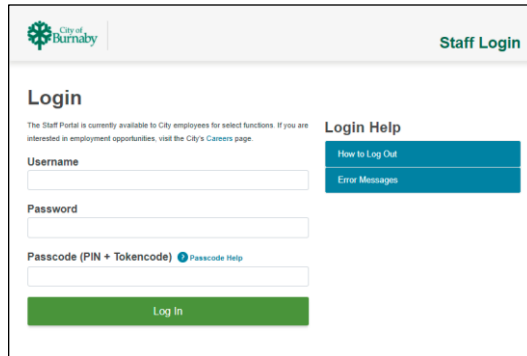 City of
Burnaby
Staff Login
Login
The Staff Portal is currently available to City employees for select functions. If you are
interested in employment opportunities, visit the City's Careers page.
Username
Password
Passcode (PIN + Tokencode) ? Passcode Help
Log In
Login Help
How to Log Out
Error Messages